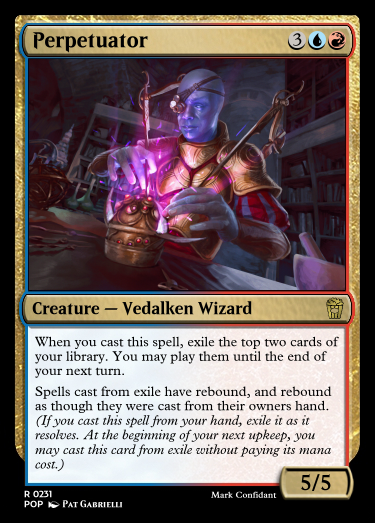 Perpetuator 3
Creature — Vedalken Wizard
When you cast this spell, exile the top two cards of
your library. You may play them until the end of
your next turn.
Spells cast from exile have rebound, and rebound
as though they were cast from their owners hand.
(If you cast this spell from your hand, exile it as it
resolves. At the beginning of your next upkeep, you
may cast this card from exile without paying its mana
cost.)
5/5
R 0231
POP Pat Gabrielli
Mark Confidant